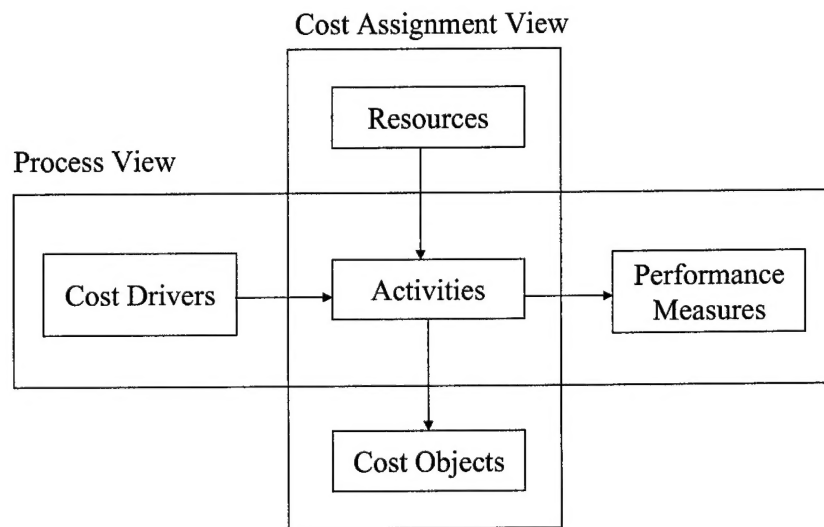 Cost Assignment View
Resources
Process View
Cost Drivers
Activities
Performance
Measures
Cost Objects